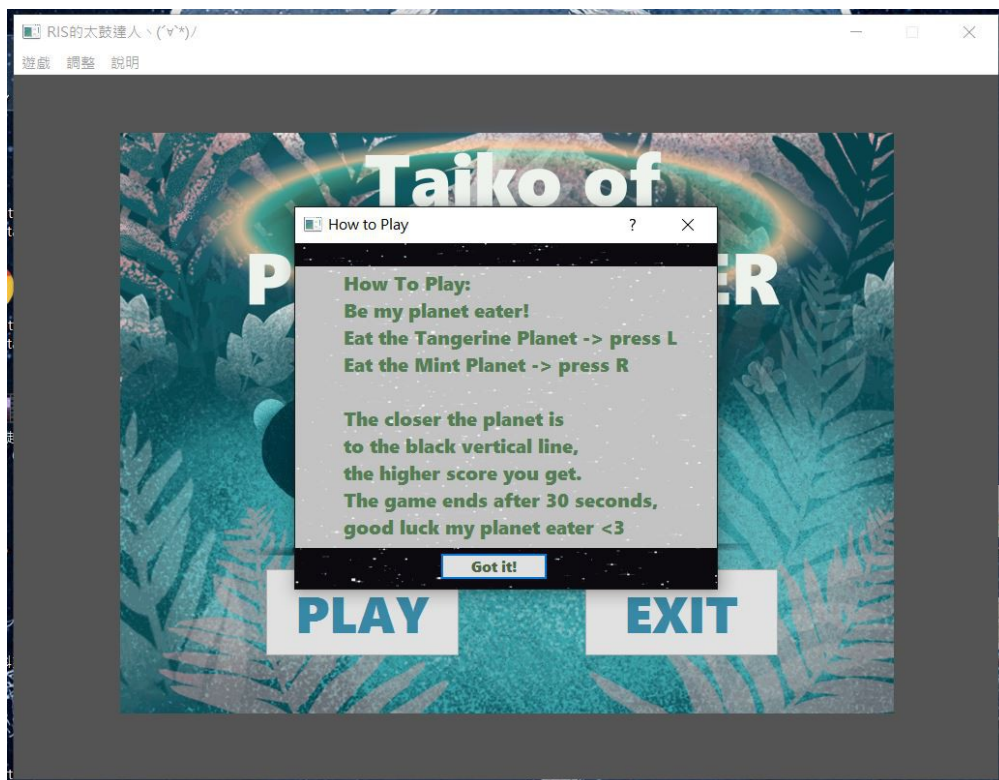 RIS的太鼓達人ヽ(´∀`*)ﾉ
遊戲 調整 說明
Taiko of
How to Play
?
P
ER
How To Play:
Be my planet eater!
Eat the Tangerine Planet -> press L
Eat the Mint Planet -> press R
The closer the planet is
to the black vertical line,
the higher score you get.
The game ends after 30 seconds,
good luck my planet eater <3
Got it!
PLAY EXIT